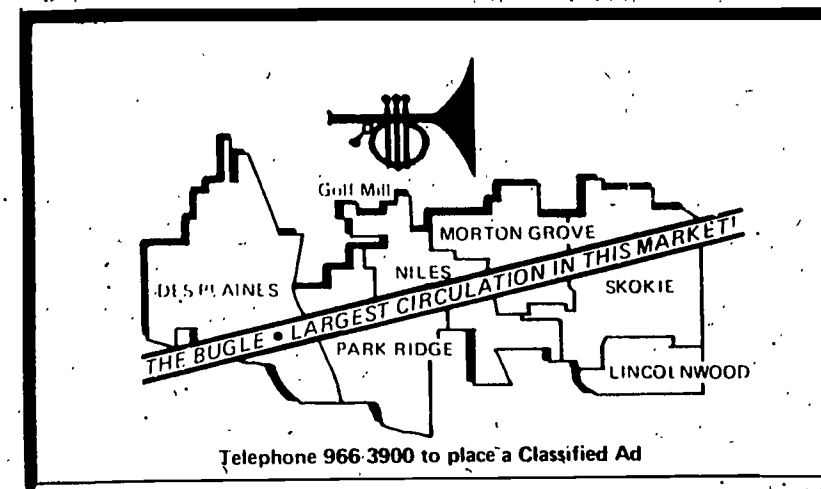 Golf Mill
MORTON GROVE
NILES
DES PLAINES
SKOKIE
THE BUGLE • LARGEST CIRCULATION IN THIS MARKET!
PARK RIDGE
LINCOLNWOOD
Telephone 966-3900 to place a Classified Ad